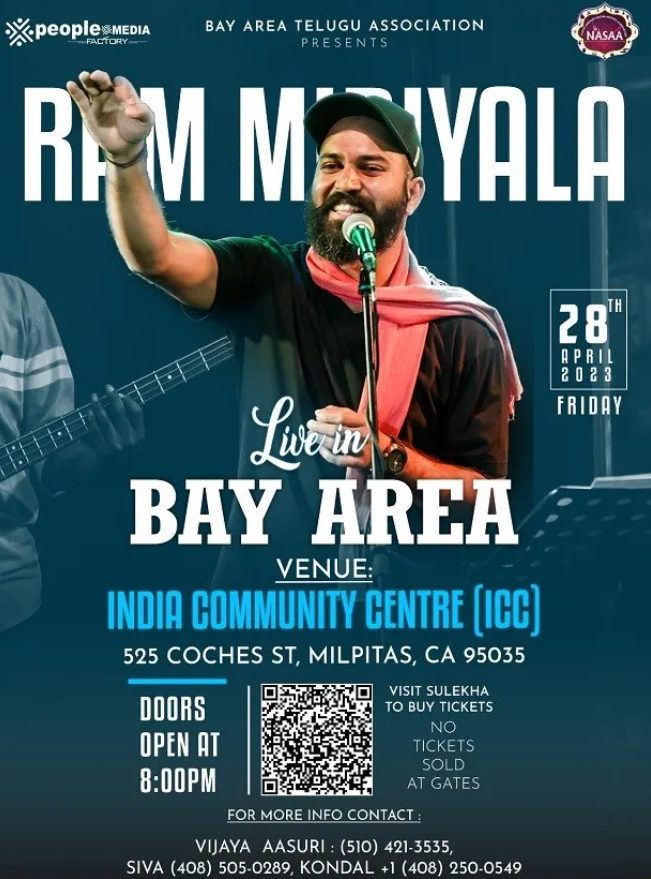 people MEDIA
FACTORY
BAY AREA TELUGU ASSOCIATION
PRESENTS
NASAA
RAM MIRIYALA
28TH
APRIL
2023
FRIDAY
Live in
BAY AREA
VENUE:
INDIA COMMUNITY CENTRE (ICC)
525 COCHES ST, MILPITAS, CA 95035
DOORS
OPEN AT
8:00PM
VISIT SULEKHA
TO BUY TICKETS
NO
TICKETS
SOLD
AT GATES
FOR MORE INFO CONTACT :
VIJAYA AASURI : (510) 421-3535,
SIVA (408) 505-0289, KONDAL +1 (408) 250-0549